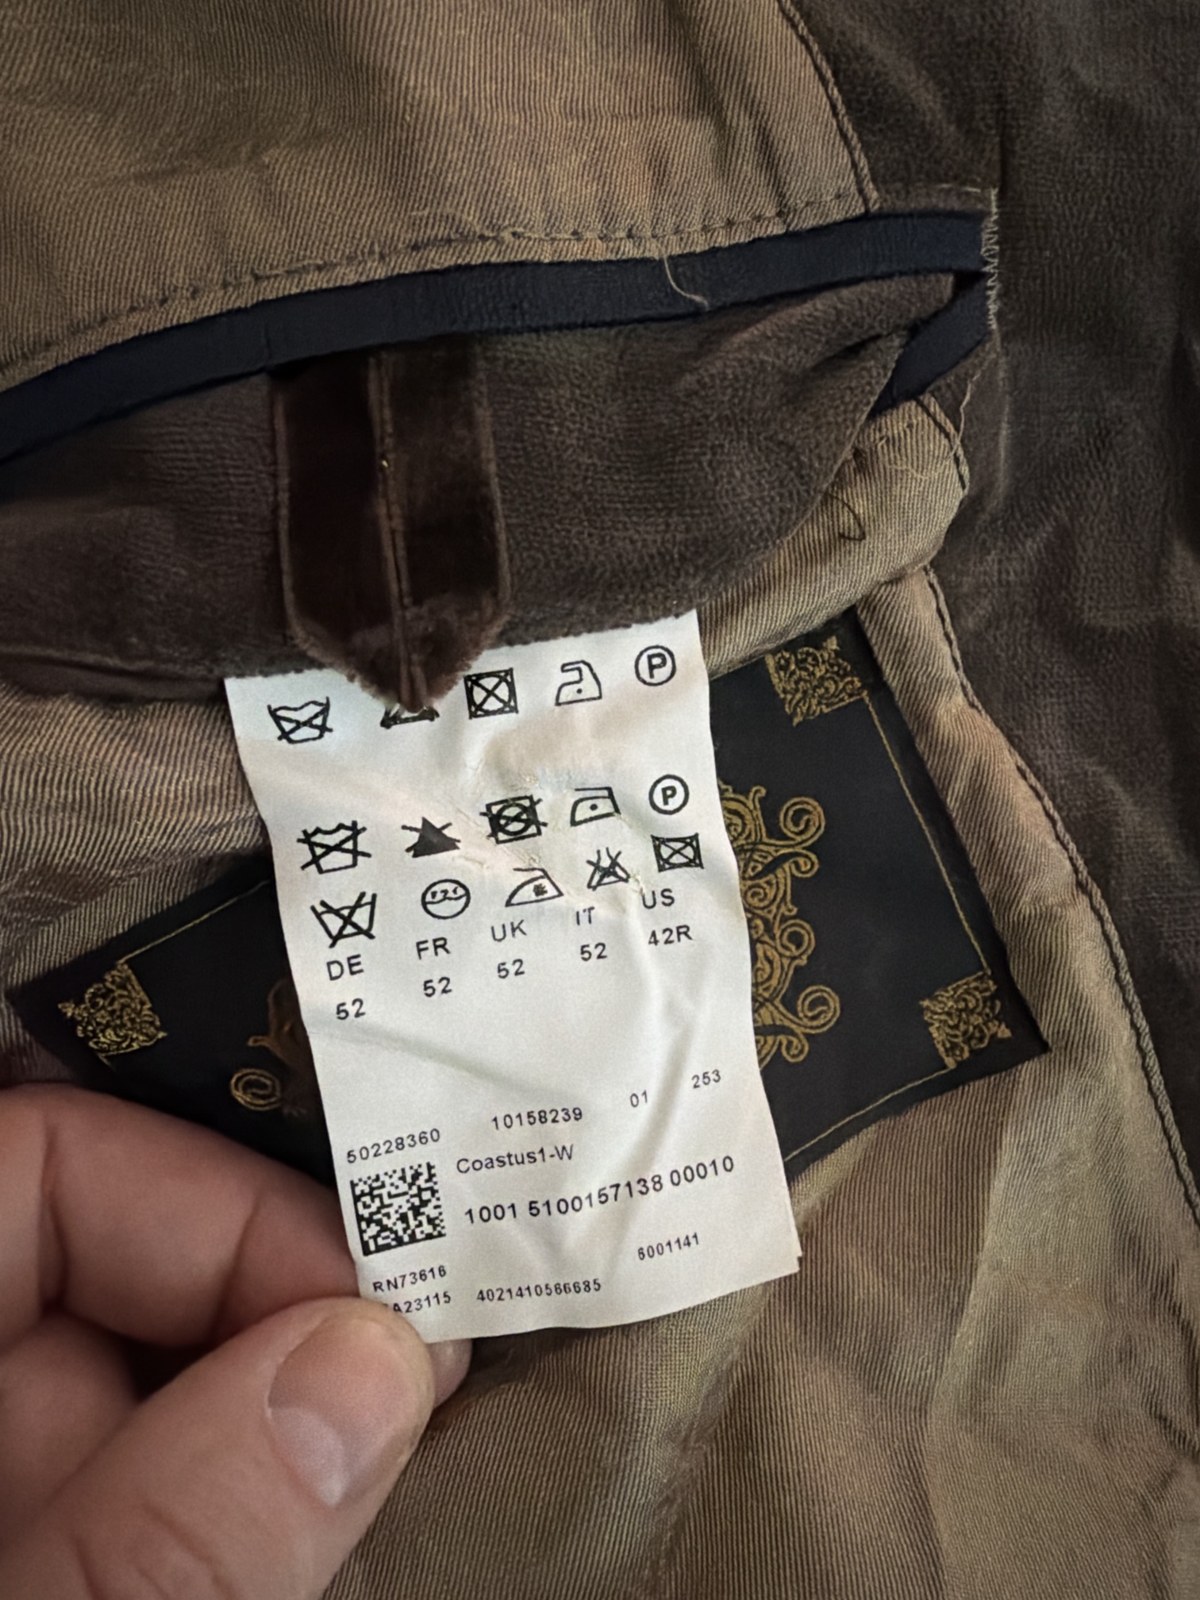 P
P
DE FR UK IT US
52 52 52 52 42R
50228360 10158239 01 253
Coastus1-W
1001 5100157138 00010
RN73616 6001141
A23115 4021410566685